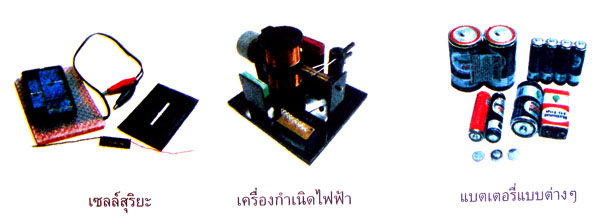 เซลล์สุริยะ
เครื่องกำเนิดไฟฟ้า
แบตเตอรี่แบบต่างๆ